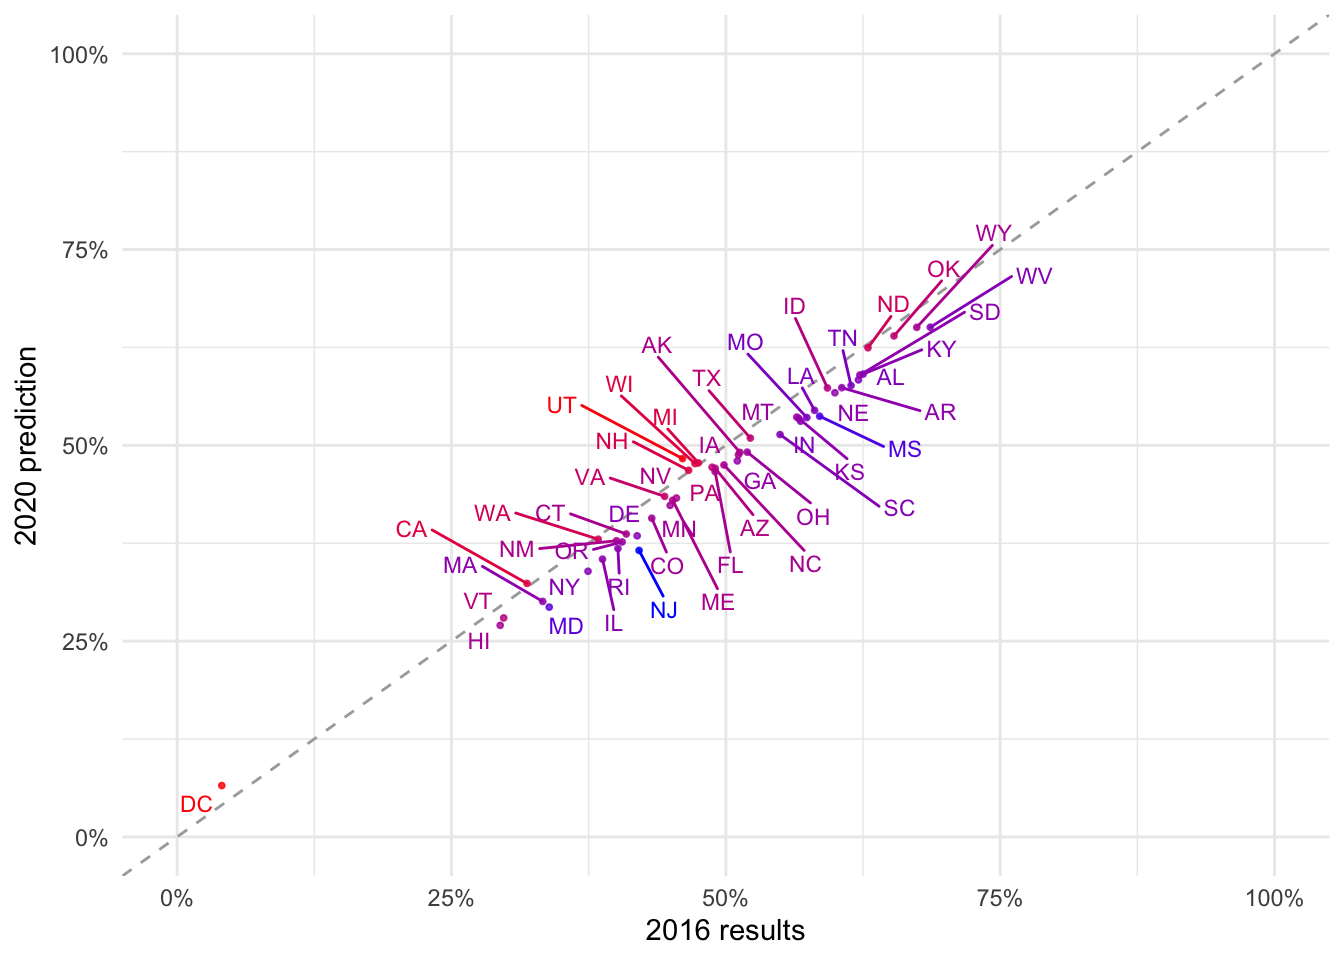 100%
75%
50%
25%
0%
2020 prediction
WY
OK
WV
ND
ID
SD
TN
MO
AK
KY
TX
LA
AL
WI
UT
MI
MT
NE
AR
NH
IA
IN
MS
VA
NV
KS
GA
PA
SC
WA
CT
DE
OH
CA
MN
AZ
NM
OR
MA
CO
FL
NC
NY
RI
VT
ME
NJ
IL
MD
HI
DC
0%
25%
50%
75%
100%
2016 results